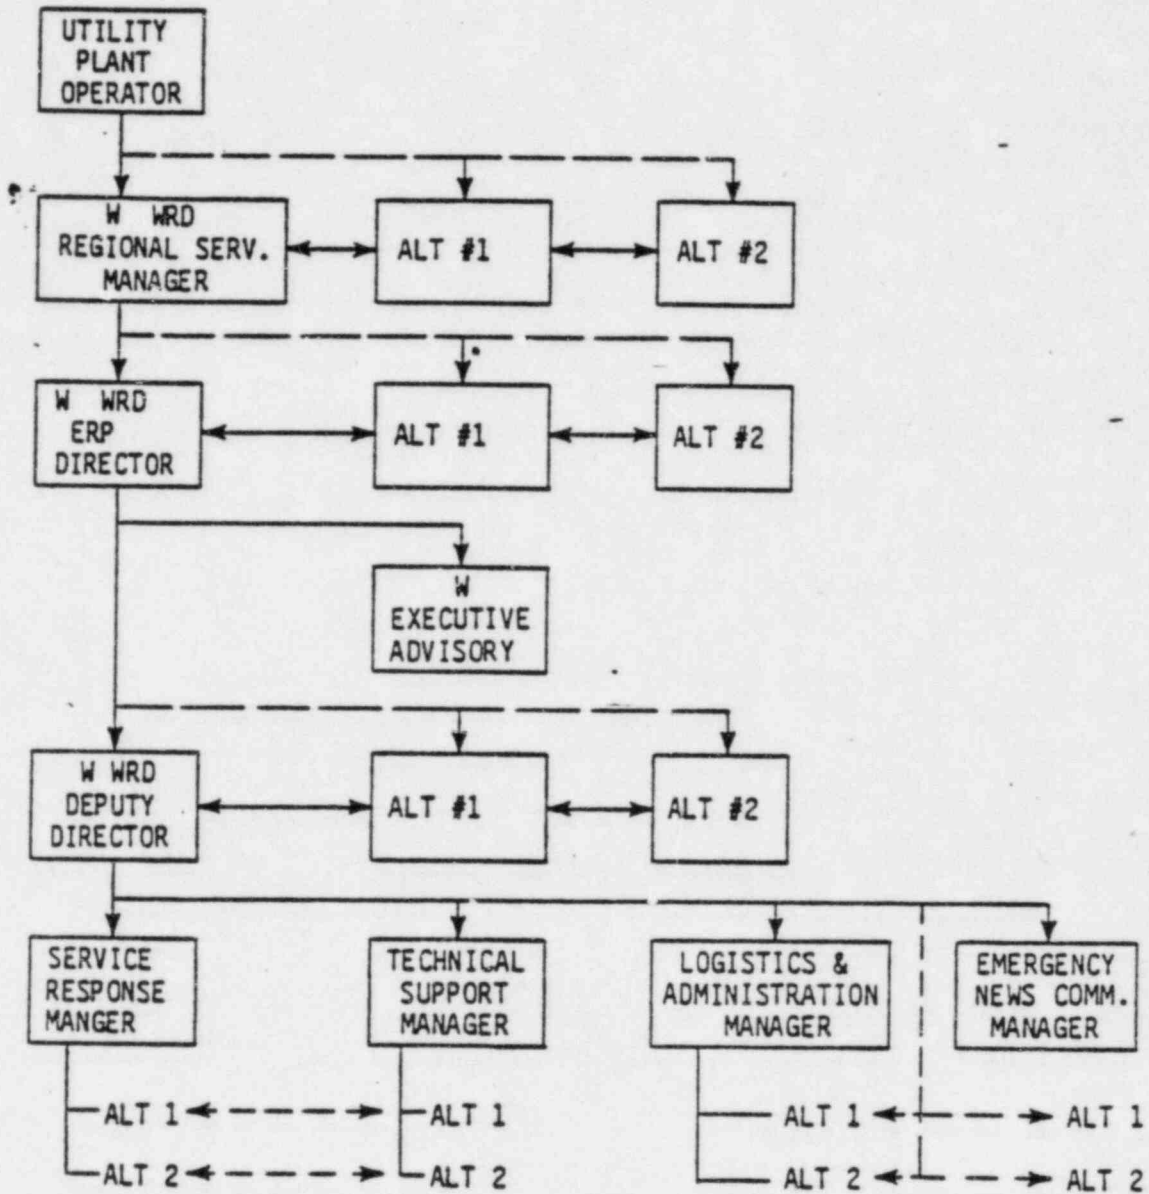 UTILITY
PLANT
OPERATOR
W WRD
REGIONAL SERV.
MANAGER
ALT #1
ALT #2
W WRD
ERP
DIRECTOR
ALT #1
ALT #2
W
EXECUTIVE
ADVISORY
W WRD
DEPUTY
DIRECTOR
ALT #1
ALT #2
SERVICE
RESPONSE
MANGER
TECHNICAL
SUPPORT
MANAGER
LOGISTICS &
ADMINISTRATION
MANAGER
EMERGENCY
NEWS COMM.
MANAGER
ALT 1
ALT 1
ALT 1
ALT 1
ALT 2
ALT 2
ALT 2
ALT 2